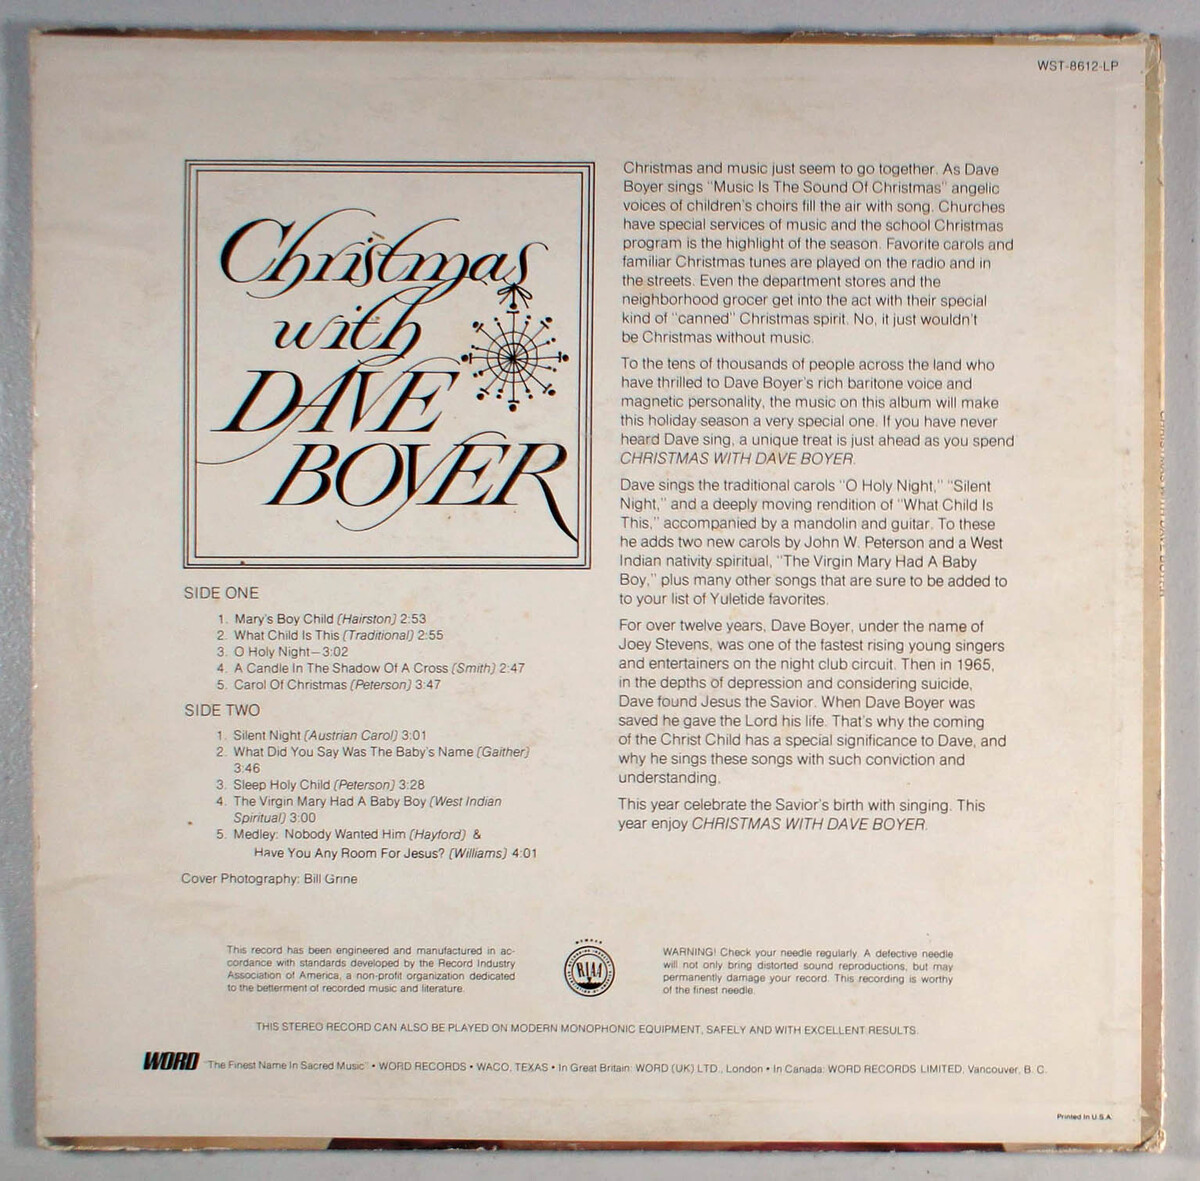 WST-8612-LP
Christmas
with
DAVE
BOYER
SIDE ONE
1. Mary's Boy Child (Hairston) 2:53
2. What Child Is This (Traditional) 2:55
3. O Holy Night—3:02
4. A Candle In The Shadow Of A Cross (Smith) 2:47
5. Carol Of Christmas (Peterson) 3:47
SIDE TWO
1. Silent Night (Austrian Carol) 3:01
2. What Did You Say Was The Baby's Name (Gaither)
3:46
3. Sleep Holy Child (Peterson) 3:28
4. The Virgin Mary Had A Baby Boy (West Indian
Spiritual) 3:00
5. Medley: Nobody Wanted Him (Hayford) &
Have You Any Room For Jesus? (Williams) 4:01
Cover Photography: Bill Grine
Christmas and music just seem to go together. As Dave
Boyer sings "Music Is The Sound Of Christmas" angelic
voices of children's choirs fill the air with song. Churches
have special services of music and the school Christmas
program is the highlight of the season. Favorite carols and
familiar Christmas tunes are played on the radio and in
the streets. Even the department stores and the
neighborhood grocer get into the act with their special
kind of "canned" Christmas spirit. No, it just wouldn't
be Christmas without music.
To the tens of thousands of people across the land who
have thrilled to Dave Boyer's rich baritone voice and
magnetic personality, the music on this album will make
this holiday season a very special one. If you have never
heard Dave sing, a unique treat is just ahead as you spend
CHRISTMAS WITH DAVE BOYER.
Dave sings the traditional carols "O Holy Night," "Silent
Night," and a deeply moving rendition of "What Child Is
This," accompanied by a mandolin and guitar. To these
he adds two new carols by John W. Peterson and a West
Indian nativity spiritual, "The Virgin Mary Had A Baby
Boy," plus many other songs that are sure to be added to
to your list of Yuletide favorites.
For over twelve years, Dave Boyer, under the name of
Joey Stevens, was one of the fastest rising young singers
and entertainers on the night club circuit. Then in 1965,
in the depths of depression and considering suicide,
Dave found Jesus the Savior. When Dave Boyer was
saved he gave the Lord his life. That's why the coming
of the Christ Child has a special significance to Dave, and
why he sings these songs with such conviction and
understanding.
This year celebrate the Savior's birth with singing. This
year enjoy CHRISTMAS WITH DAVE BOYER.
This record has been engineered and manufactured in ac-
cordance with standards developed by the Record Industry
Association of America, a non-profit organization dedicated
to the betterment of recorded music and literature.
MEMBER
RIAA
WARNING! Check your needle regularly. A defective needle
will not only bring distorted sound reproductions, but may
permanently damage your record. This recording is worthy
of the finest needle.
THIS STEREO RECORD CAN ALSO BE PLAYED ON MODERN MONOPHONIC EQUIPMENT, SAFELY AND WITH EXCELLENT RESULTS.
WORD "The Finest Name In Sacred Music" • WORD RECORDS • WACO, TEXAS • In Great Britain: WORD (UK) LTD., London • In Canada: WORD RECORDS LIMITED, Vancouver, B. C.
Printed in U.S.A.